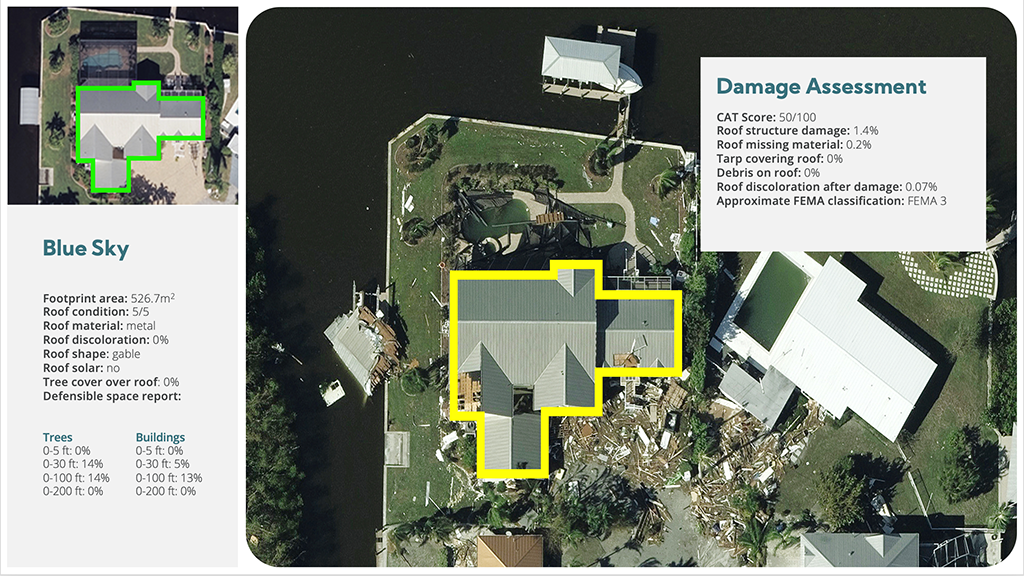 Blue Sky
Footprint area: 526.7m²
Roof condition: 5/5
Roof material: metal
Roof discoloration: 0%
Roof shape: gable
Roof solar: no
Tree cover over roof: 0%
Defensible space report:
Trees
0-5 ft: 0%
0-30 ft: 14%
0-100 ft: 14%
0-200 ft: 0%
Buildings
0-5 ft: 0%
0-30 ft: 5%
0-100 ft: 13%
0-200 ft: 0%
Damage Assessment
CAT Score: 50/100
Roof structure damage: 1.4%
Roof missing material: 0.2%
Tarp covering roof: 0%
Debris on roof: 0%
Roof discoloration after damage: 0.07%
Approximate FEMA classification: FEMA 3